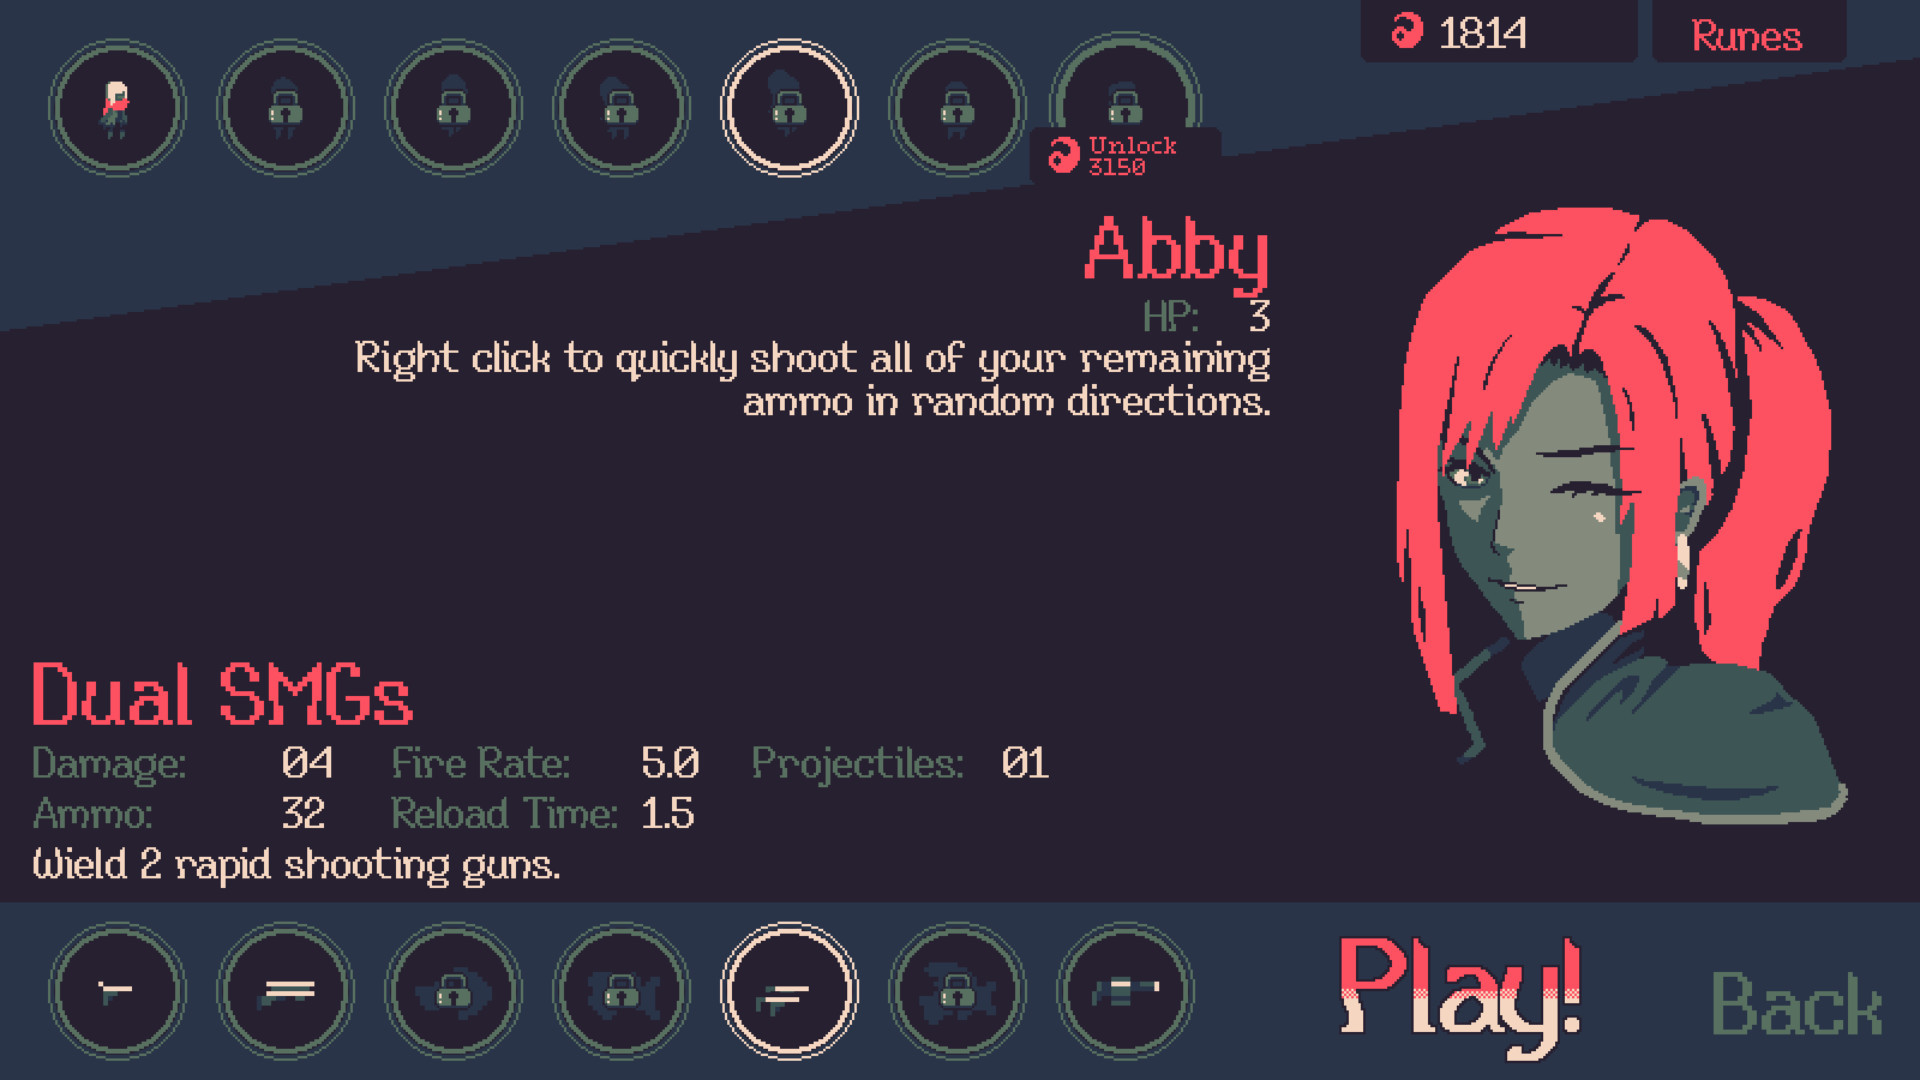 1814
Runes
Unlock
3150
Abby
HP: 3
Right click to quickly shoot all of your remaining
ammo in random directions.
Dual SMGs
Damage: 04 Fire Rate: 5.0 Projectiles: 01
Ammo: 32 Reload Time: 1.5
Wield 2 rapid shooting guns.
Play!
Back